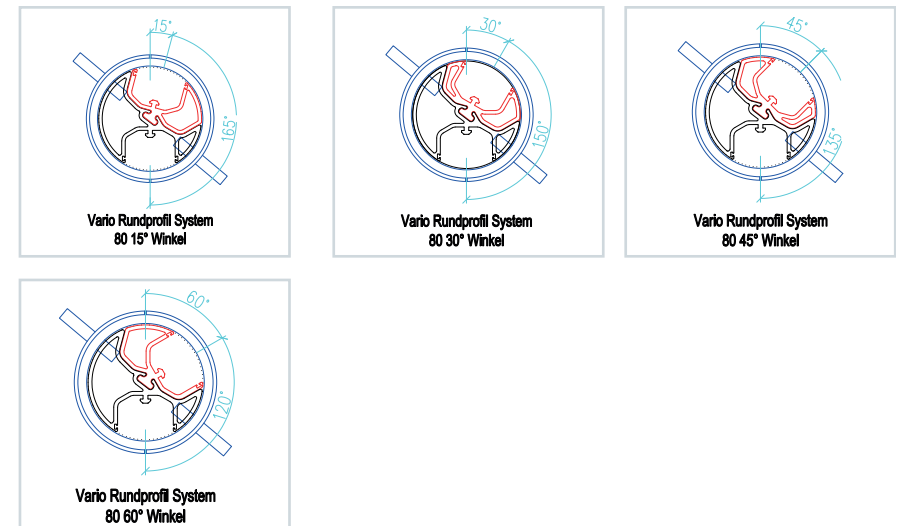 15°
165°
Vario Rundprofil System
80 15° Winkel
30°
150°
Vario Rundprofil System
80 30° Winkel
45°
135°
Vario Rundprofil System
80 45° Winkel
60°
120°
Vario Rundprofil System
80 60° Winkel